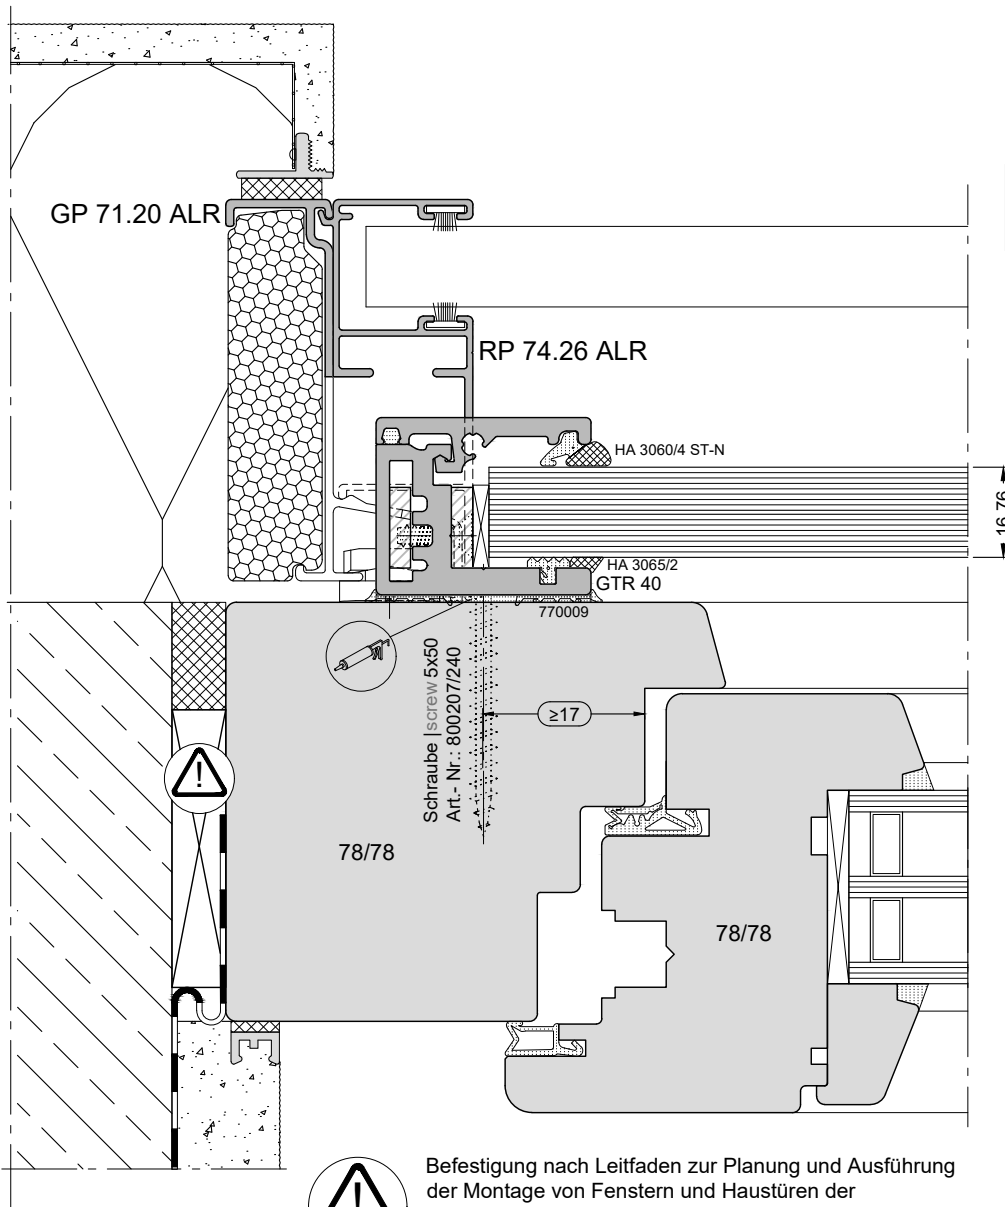 GP 71.20 ALR
RP 74.26 ALR
HA 3060/4 ST-N
16,76
HA 3065/2
GTR 40
770009
Schraube | screw 5x50
Art.- Nr.: 800207/240
≥17
78/78
78/78
Befestigung nach Leitfaden zur Planung und Ausführung
der Montage von Fenstern und Haustüren der